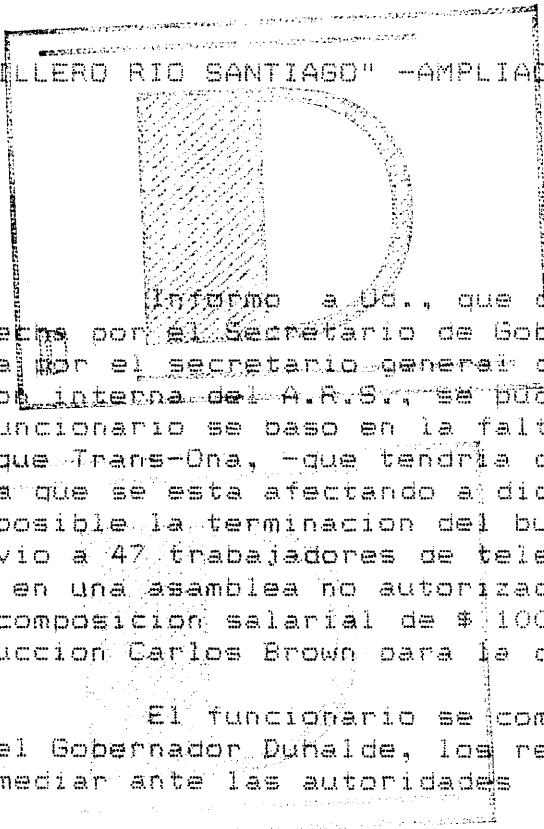 LLERO RIO SANTIAGO" -AMPLIAC
Informo a Ud., que d
echa por el Secretario de Gob
a por el secretario general d
on interna del A.R.S., se pud
uncionario se baso en la falt
que Trans-Ona, -que tendria c
a que se esta afectando a dic
posible la terminacion del bu
vio a 47 trabajadores de tele
en una asamblea no autorizad
composicion salarial de $ 100
uccion Carlos Brown para la c
El funcionario se com
el Gobernador Duhalde, los re
mediar ante las autoridades